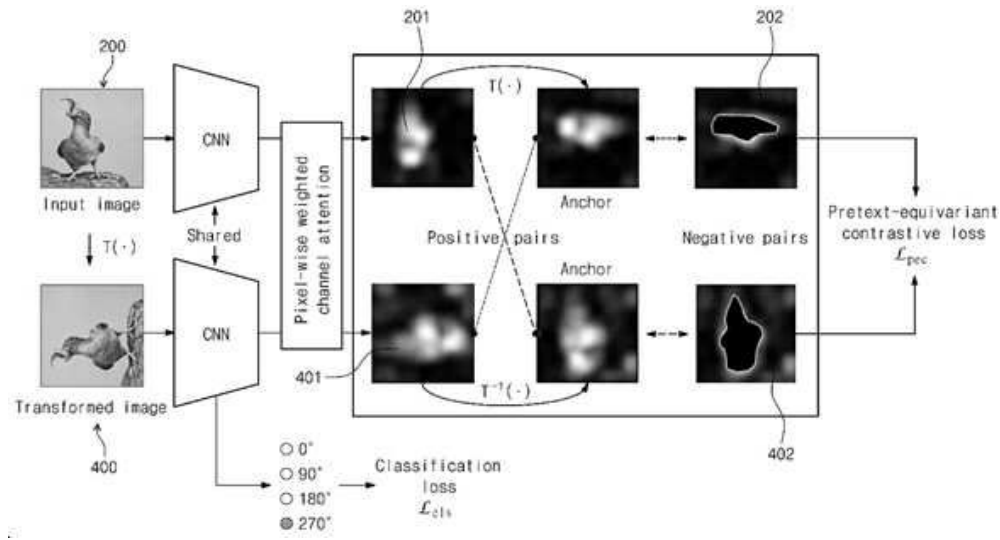 200
201
202
T(·)
CNN
Input image
Anchor
T(·)
Shared
Pixel-wise weighted
channel attention
Positive pairs
Negative pairs
Pretext-equivariant
contrastive loss
ℒpec
Anchor
CNN
Transformed image
401
T⁻¹(·)
400
402
0°
90°
180°
270°
Classification
loss
ℒcls